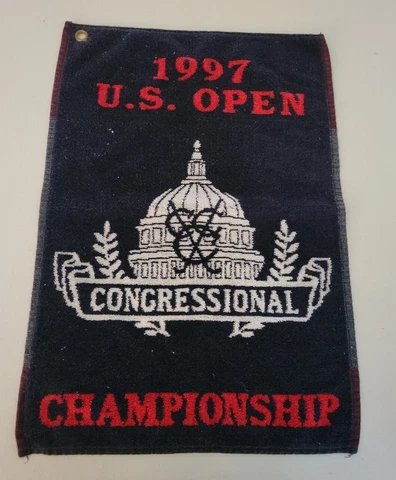 1997
U.S. OPEN
CONGRESSIONAL
CHAMPIONSHIP